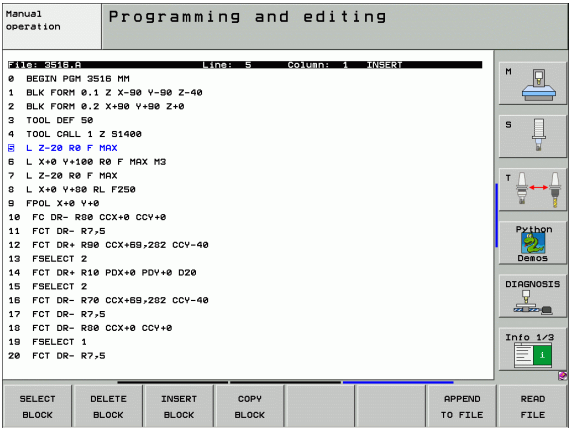 Manual
operation
Programming and editing
File: 3516.A Line: 5 Column: 1 INSERT
0 BEGIN PGM 3516 MM
1 BLK FORM 0.1 Z X-90 Y-90 Z-40
2 BLK FORM 0.2 X+90 Y+90 Z+0
3 TOOL DEF 50
4 TOOL CALL 1 Z S1400
5 L Z-20 R0 F MAX
6 L X+0 Y+100 R0 F MAX M3
7 L Z-20 R0 F MAX
8 L X+0 Y+80 RL F250
9 FPOL X+0 Y+0
10 FC DR- R80 CCX+0 CCY+0
11 FCT DR- R7,5
12 FCT DR+ R90 CCX+69,282 CCY-40
13 FSELECT 2
14 FCT DR+ R10 PDX+0 PDY+0 D20
15 FSELECT 2
16 FCT DR- R70 CCX+69,282 CCY-40
17 FCT DR- R7,5
18 FCT DR- R80 CCX+0 CCY+0
19 FSELECT 1
20 FCT DR- R7,5
M
S
T
Python
Demos
DIAGNOSIS
Info 1/3
i
SELECT BLOCK
DELETE BLOCK
INSERT BLOCK
COPY BLOCK
APPEND TO FILE
READ FILE